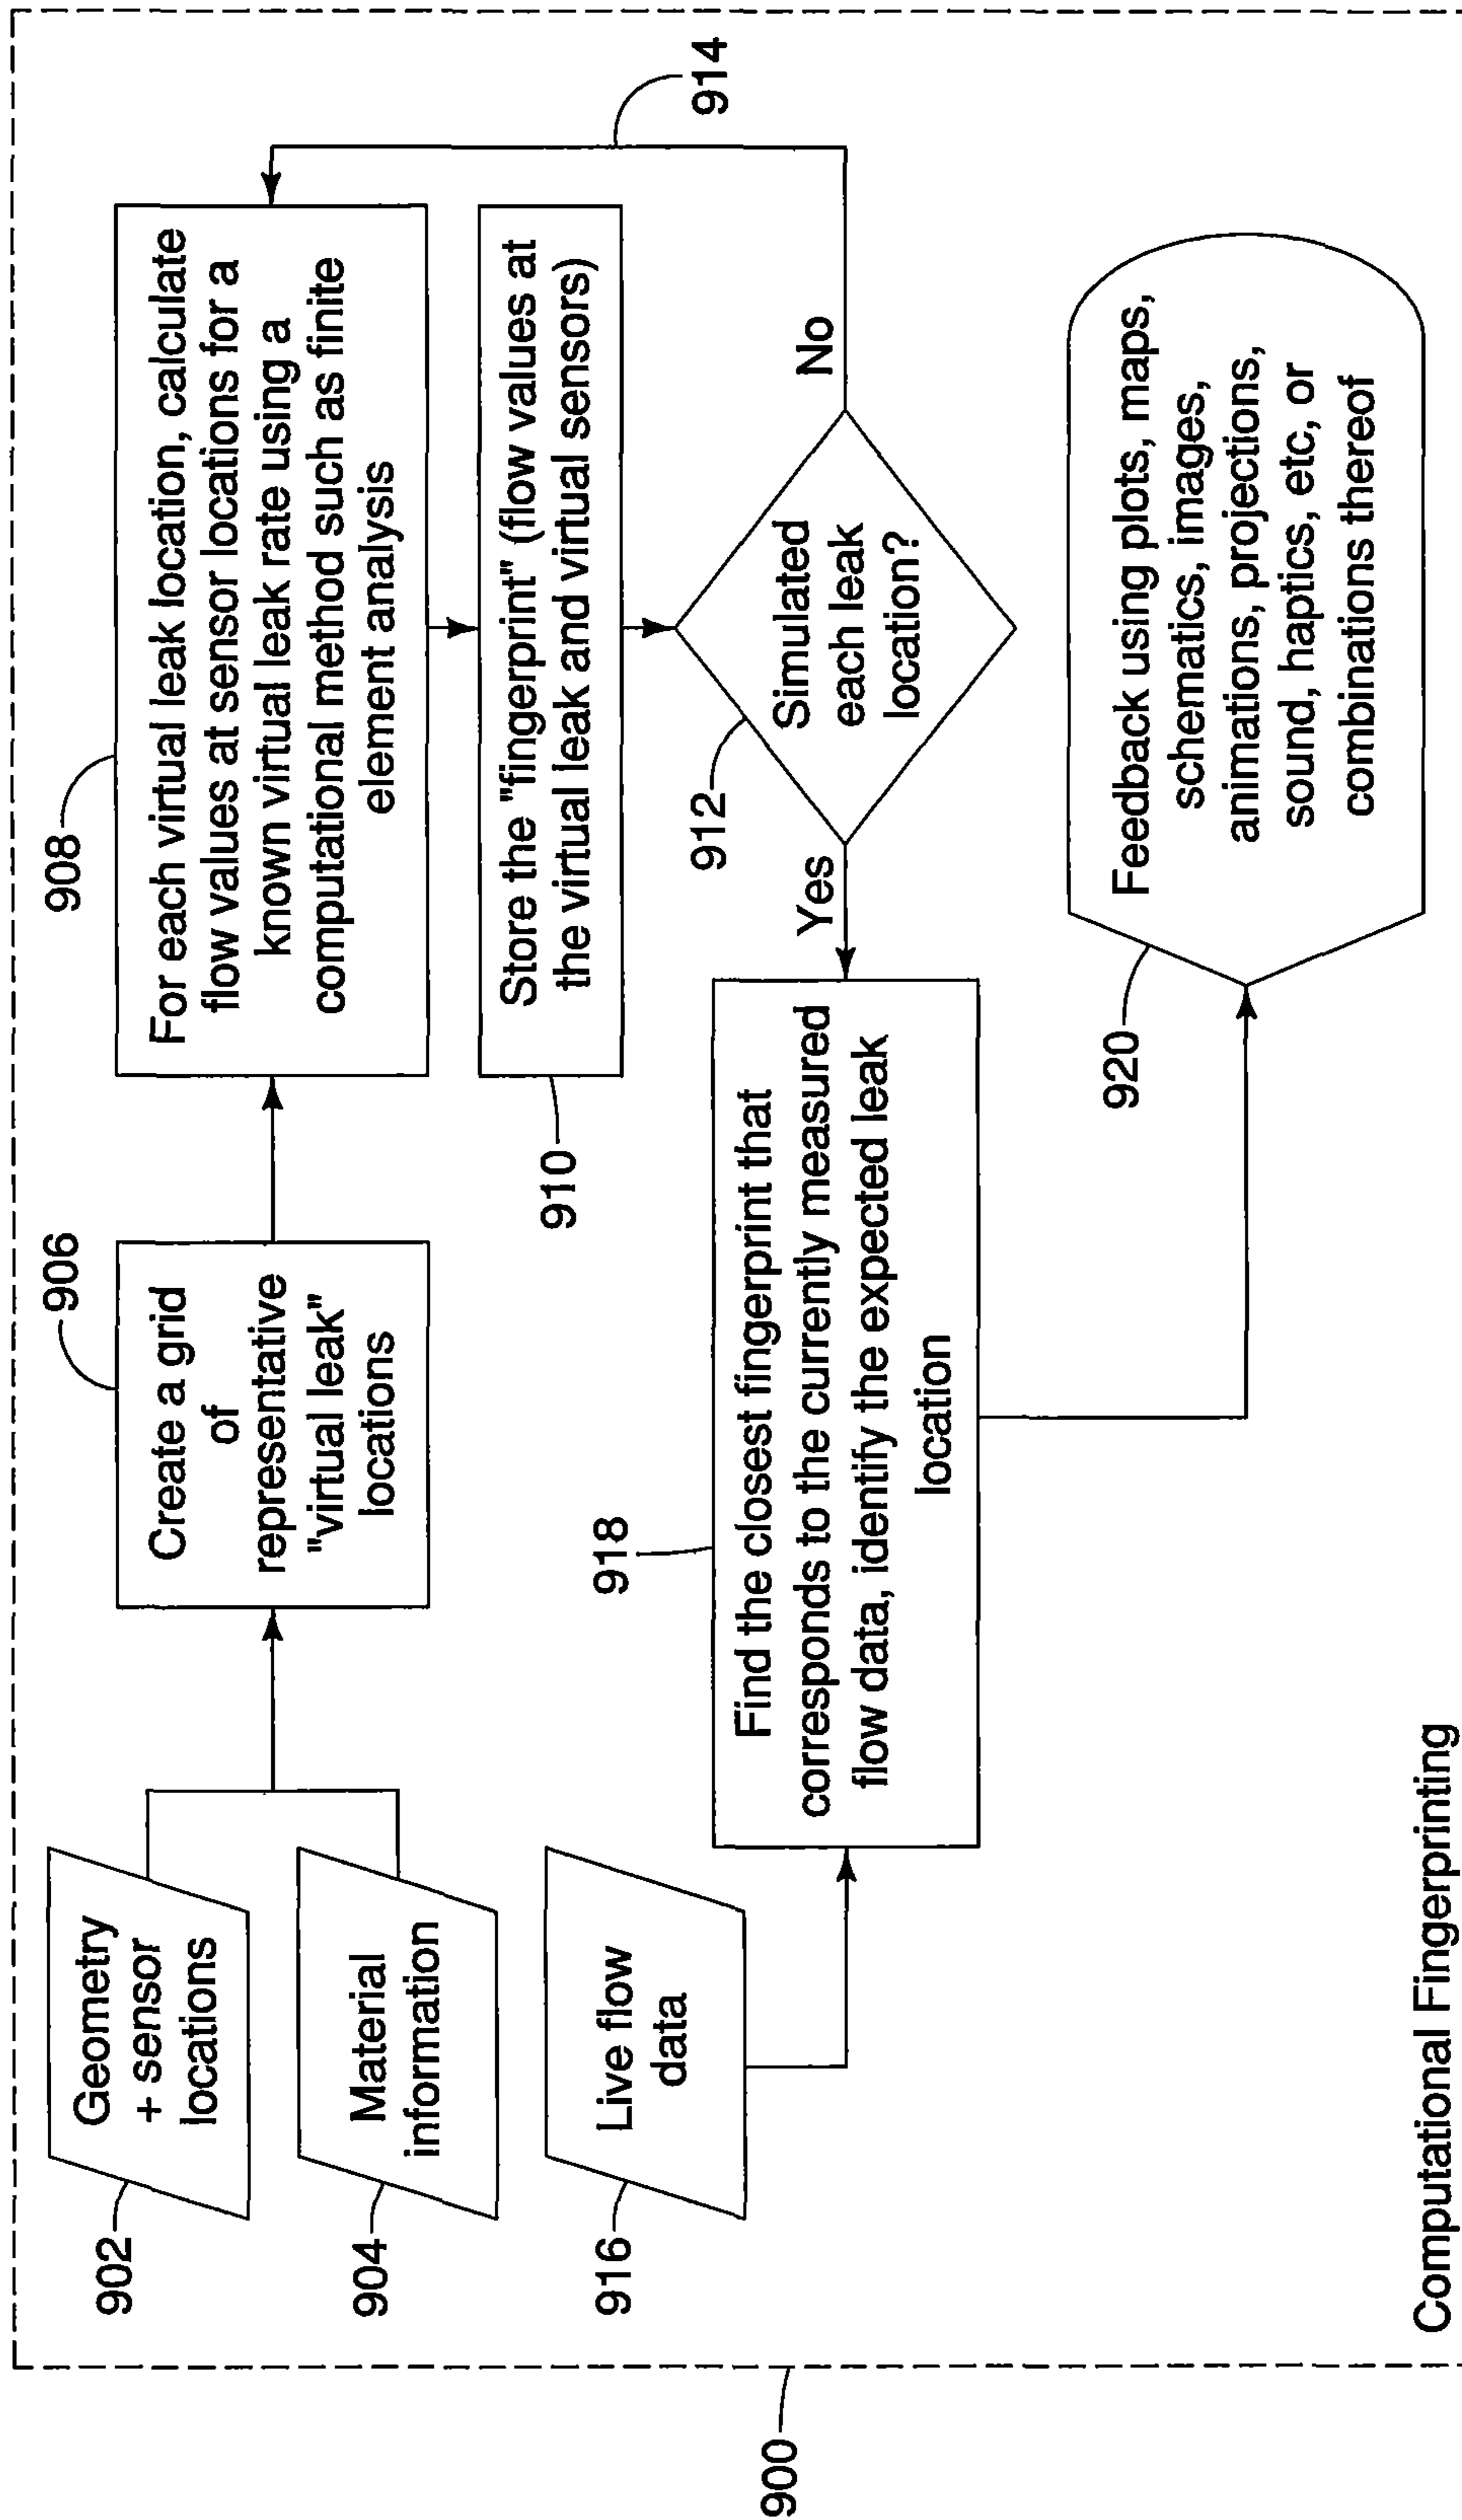 902
Geometry
+ sensor
locations
904
Material
information
906
Create a grid
of
representative
"virtual leak"
locations
908
For each virtual leak location, calculate
flow values at sensor locations for a
known virtual leak rate using a
computational method such as finite
element analysis
910
Store the "fingerprint" (flow values at
the virtual leak and virtual sensors)
912
Simulated
each leak
location?
No
914
Yes
916
Live flow
data
918
Find the closest fingerprint that
corresponds to the currently measured
flow data, identify the expected leak
location
920
Feedback using plots, maps,
schematics, images,
animations, projections,
sound, haptics, etc, or
combinations thereof
900
Computational Fingerprinting